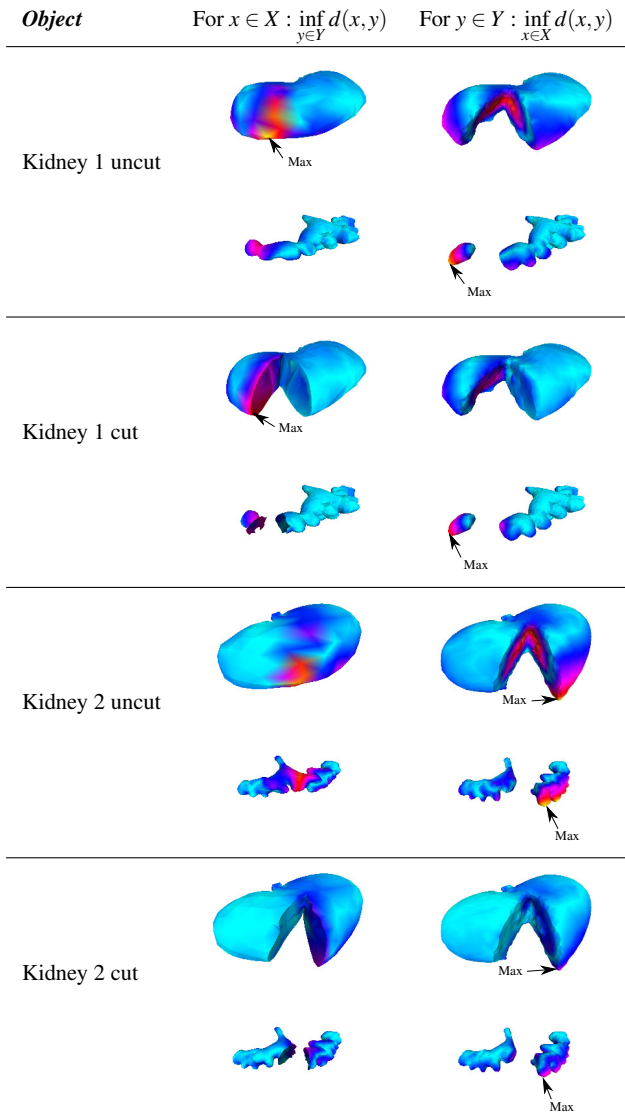 Object For x ∈ X : inf_{y∈Y} d(x, y) For y ∈ Y : inf_{x∈X} d(x, y)
Max
Kidney 1 uncut
Max
Max
Kidney 1 cut
Max
Kidney 2 uncut
Max
Max
Kidney 2 cut
Max
Max